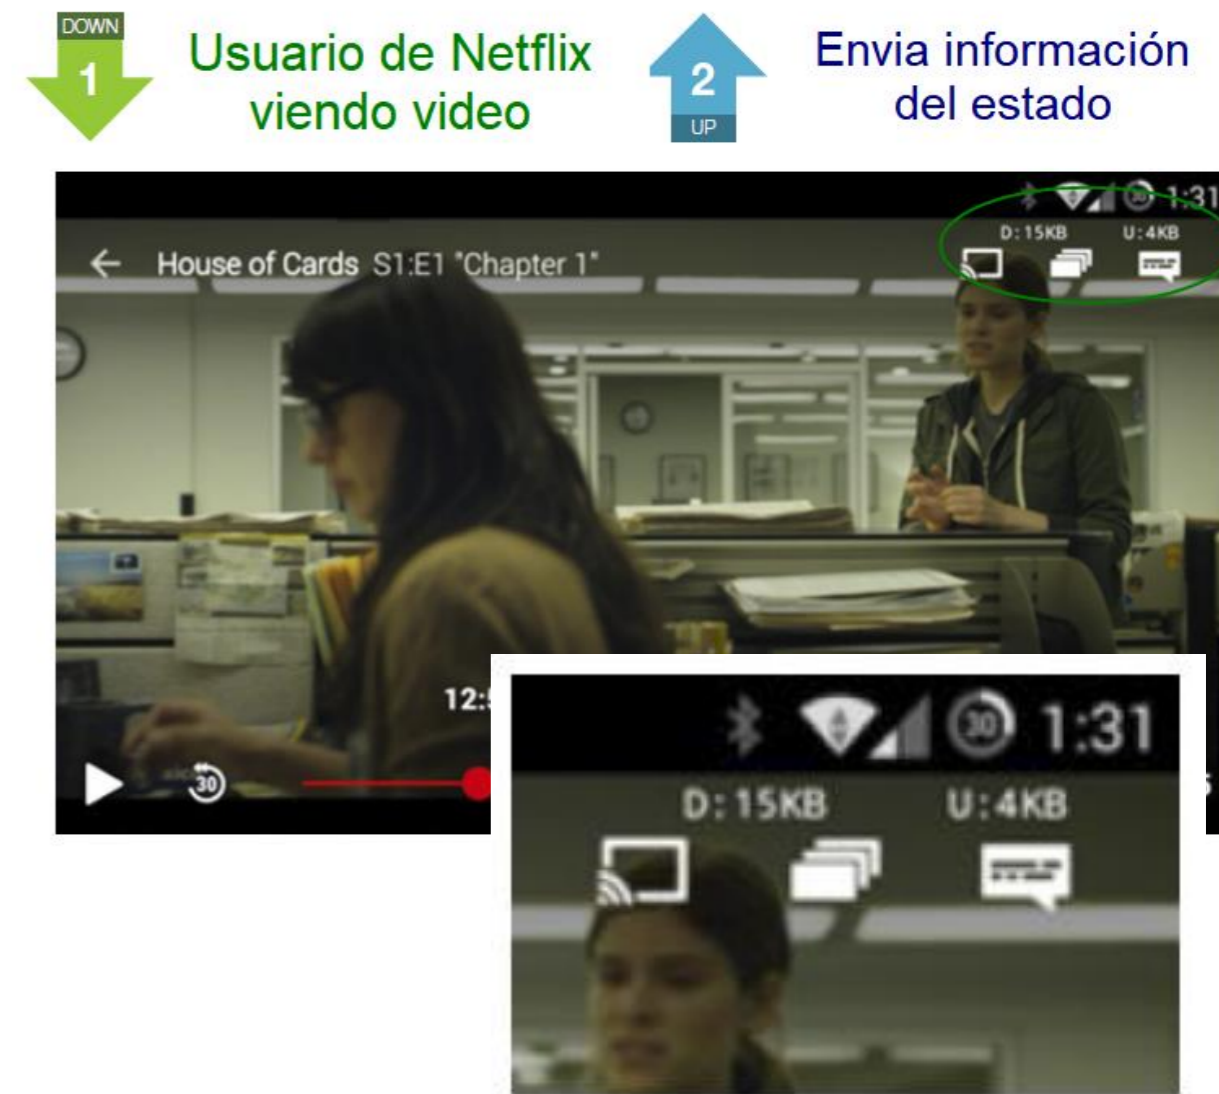 DOWN
1
Usuario de Netflix
viendo video
2
UP
Envia información
del estado
1:31
D:15KB U:4KB
House of Cards S1:E1 "Chapter 1"
30
30
1:31
D:15KB U:4KB